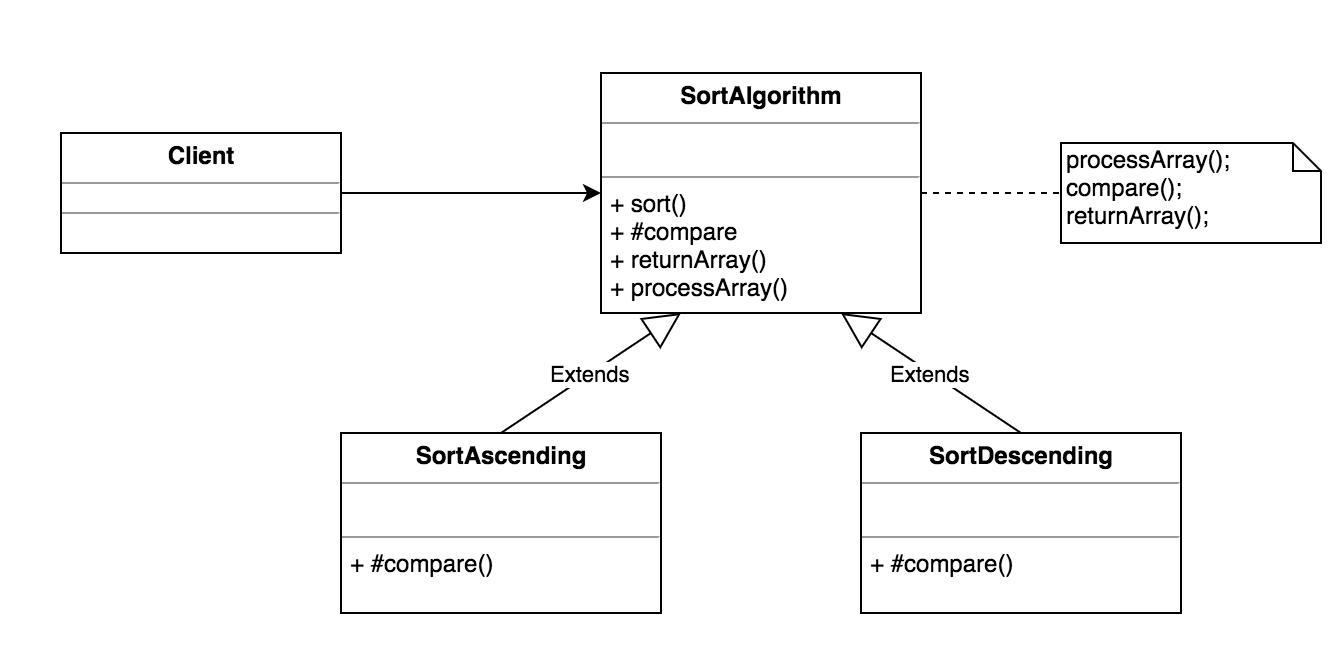 SortAlgorithm
Client
processArray();
compare();
returnArray();
+ sort()
+ #compare
+ returnArray()
+ processArray()
Extends
Extends
SortAscending
SortDescending
+ #compare()
+ #compare()